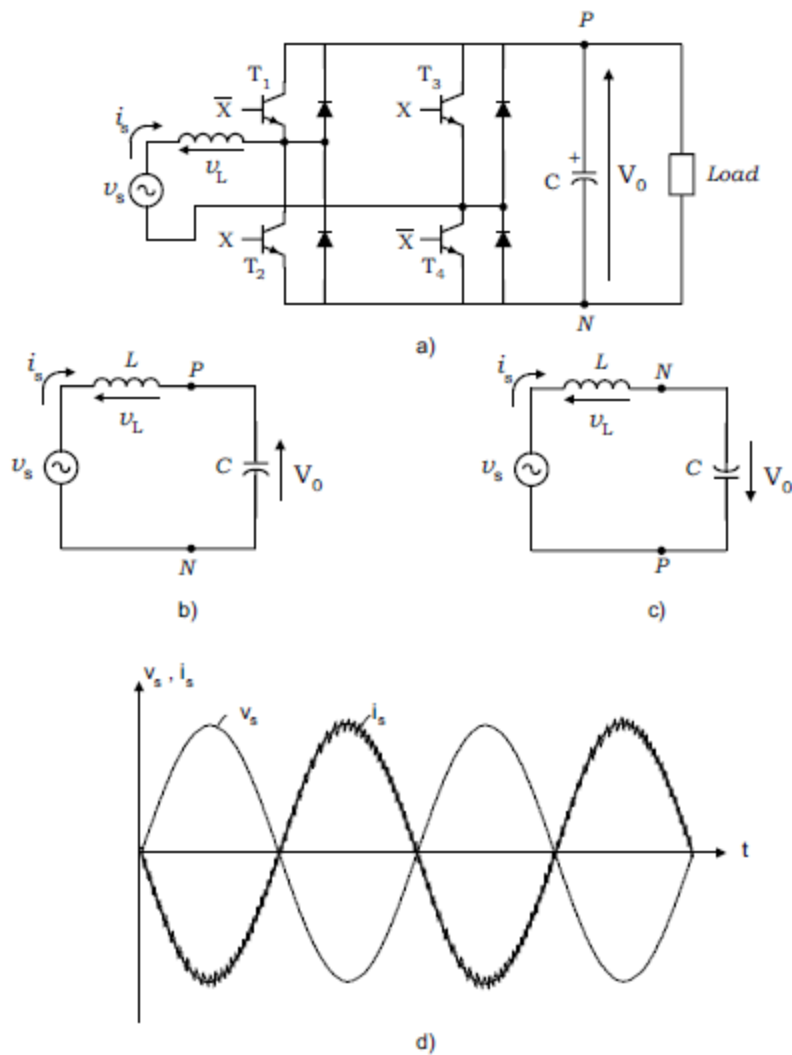 P
T1
T3
X̅
X
is
vL
vs
+
C
V0
Load
X
X̅
T2
T4
N
a)
is
L
P
vL
vs
C
V0
N
b)
is
L
N
vL
vs
C
V0
P
c)
vs , is
vs
is
t
d)